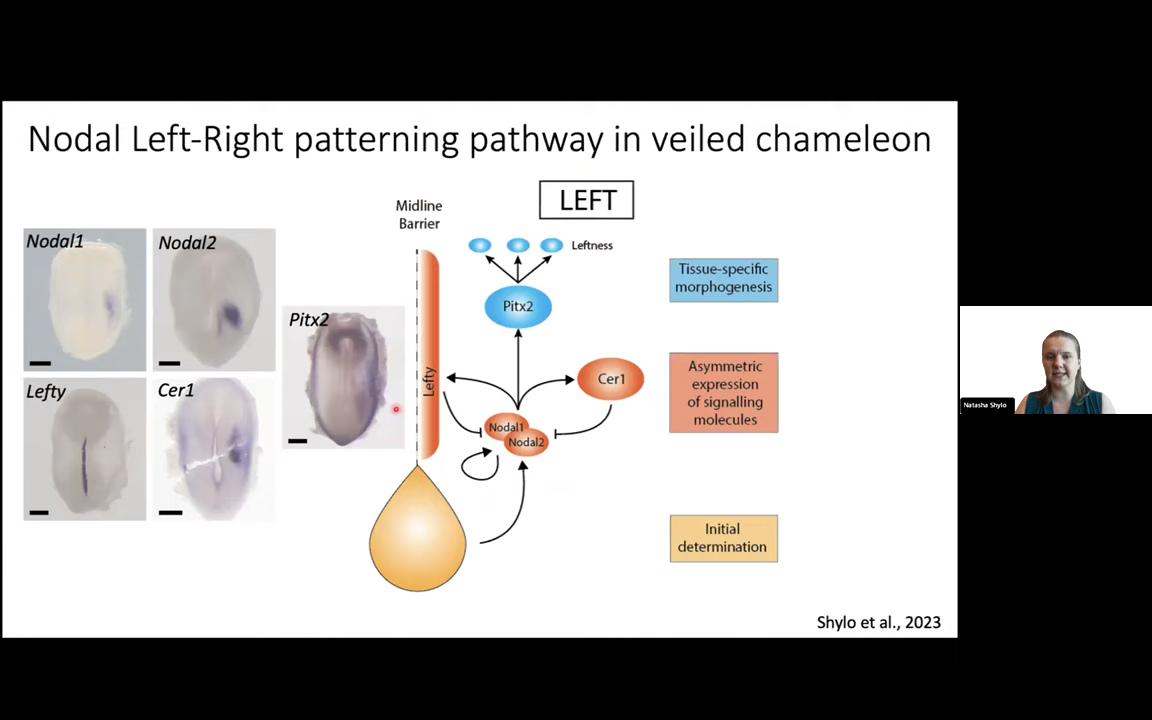 Nodal Left-Right patterning pathway in veiled chameleon
Nodal1
Nodal2
Lefty
Cer1
Pitx2
Midline
Barrier
LEFT
Leftness
Pitx2
Lefty
Cer1
Nodal1
Nodal2
Tissue-specific
morphogenesis
Asymmetric
expression
of signalling
molecules
Initial
determination
Shylo et al., 2023
Natasha Shylo